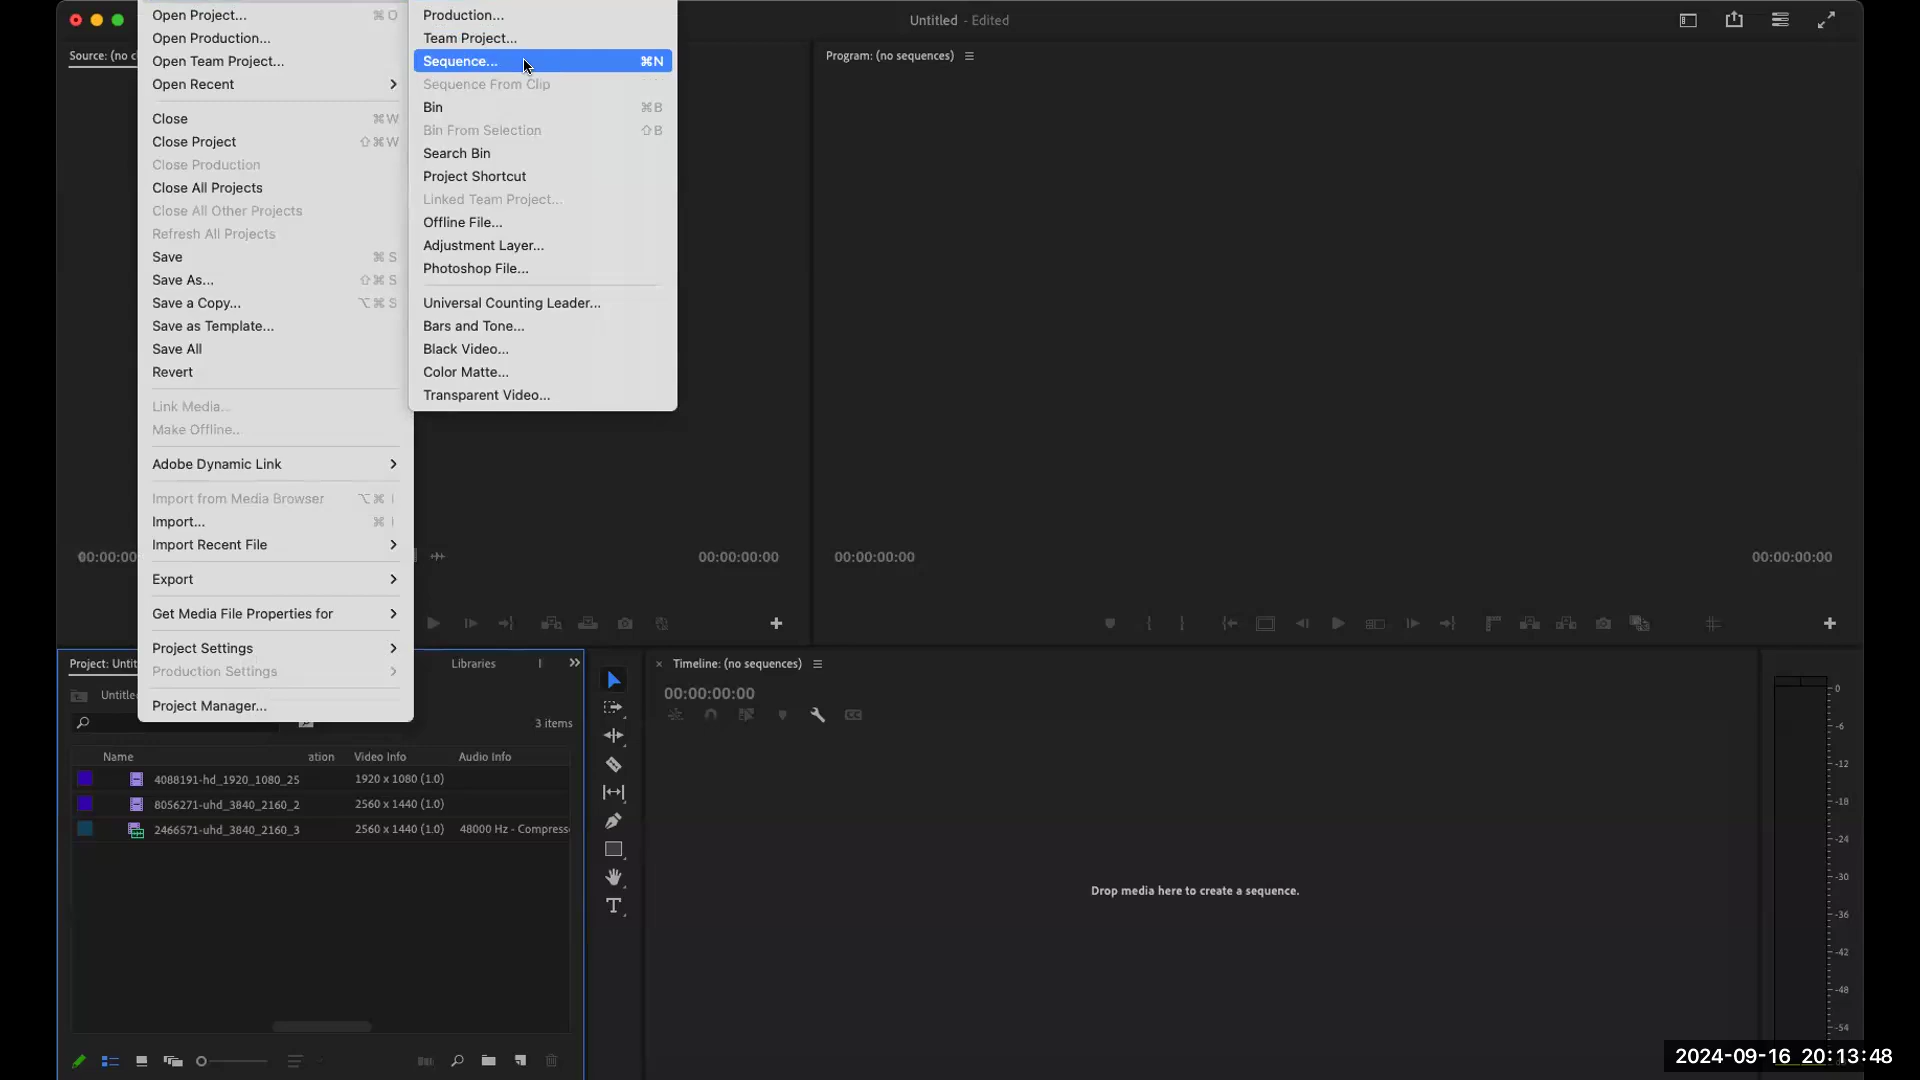 Open Project... ⌘ O
Open Production...
Open Team Project...
Open Recent
Close ⌘W
Close Project ⇧⌘W
Close Production
Close All Projects
Close All Other Projects
Refresh All Projects
Save ⌘ S
Save As... ⇧⌘ S
Save a Copy... ⌥⌘ S
Save as Template...
Save All
Revert
Link Media...
Make Offline..
Adobe Dynamic Link
Import from Media Browser ⌥⌘ I
Import... ⌘ I
Import Recent File
Export
Get Media File Properties for
Project Settings
Production Settings
Project Manager...
Production...
Team Project...
Sequence... ⌘N
Sequence From Clip
Bin ⌘B
Bin From Selection ⇧B
Search Bin
Project Shortcut
Linked Team Project...
Offline File...
Adjustment Layer...
Photoshop File...
Universal Counting Leader...
Bars and Tone...
Black Video...
Color Matte...
Transparent Video...
Untitled - Edited
Source: (no c
00:00:00
00:00:00:00
Program: (no sequences)
00:00:00:00
00:00:00:00
Project: Untit
Libraries
Untitle
3 items
Name ation Video Info Audio Info
4088191-hd_1920_1080_25 1920 x 1080 (1.0)
8056271-uhd_3840_2160_2 2560 x 1440 (1.0)
2466571-uhd_3840_2160_3 2560 x 1440 (1.0) 48000 Hz - Compress
T
× Timeline: (no sequences)
00:00:00:00
CC
Drop media here to create a sequence.
0
-6
-12
-18
-24
-30
-36
-42
-48
-54
2024-09-16 20:13:48